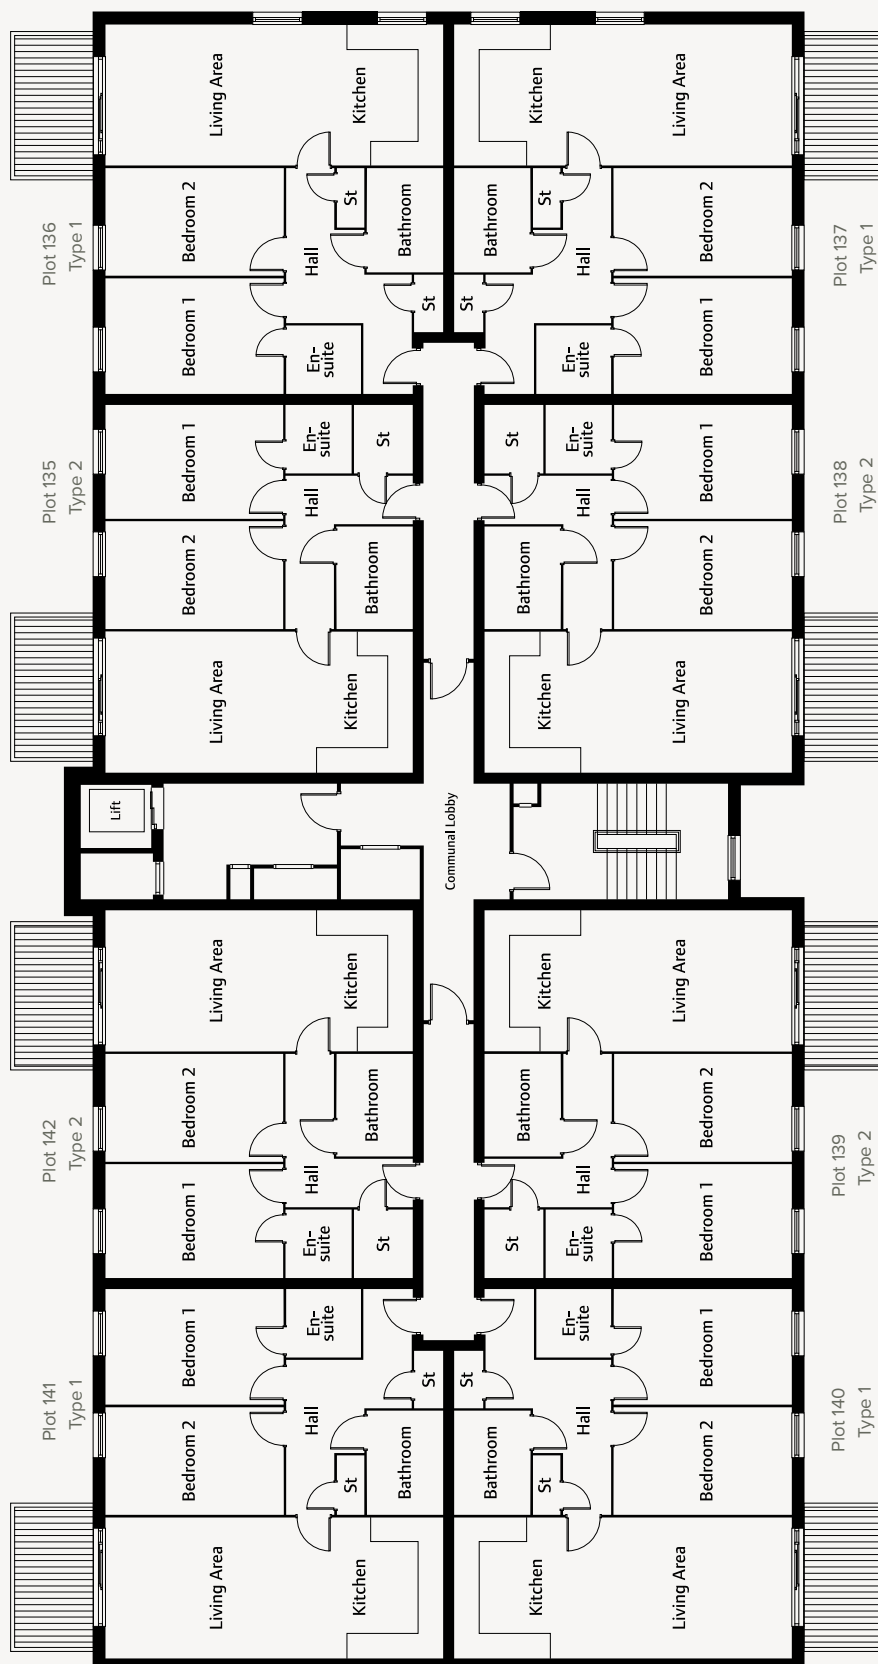 Plot 136
Type 1
Living Area
Kitchen
Bedroom 2
St
Bathroom
Hall
Bedroom 1
En-
suite
St
Plot 137
Type 1
Kitchen
Living Area
Bathroom
St
Bedroom 2
Hall
St
En-
suite
Bedroom 1
Plot 135
Type 2
Bedroom 1
En-
suite
St
Hall
Bedroom 2
Bathroom
Living Area
Kitchen
Plot 138
Type 2
St
En-
suite
Bedroom 1
Hall
Bathroom
Bedroom 2
Kitchen
Living Area
Lift
Communal Lobby
Plot 142
Type 2
Living Area
Kitchen
Bedroom 2
Bathroom
Hall
Bedroom 1
En-
suite
St
Plot 139
Type 2
Kitchen
Living Area
Bathroom
Bedroom 2
Hall
St
En-
suite
Bedroom 1
Plot 141
Type 1
Bedroom 1
En-
suite
St
Hall
Bedroom 2
Bathroom
St
Living Area
Kitchen
Plot 140
Type 1
En-
suite
Bedroom 1
St
Hall
Bathroom
St
Bedroom 2
Kitchen
Living Area